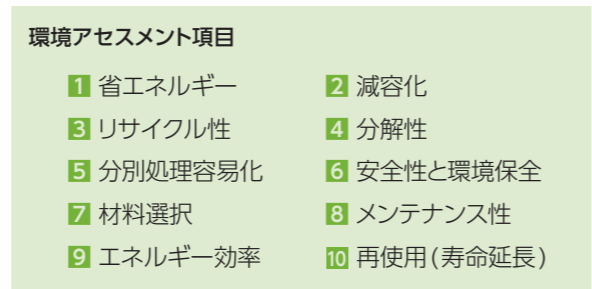 環境アセスメント項目
1 省エネルギー 2 減容化
3 リサイクル性 4 分解性
5 分別処理容易化 6 安全性と環境保全
7 材料選択 8 メンテナンス性
9 エネルギー効率 10 再使用(寿命延長)